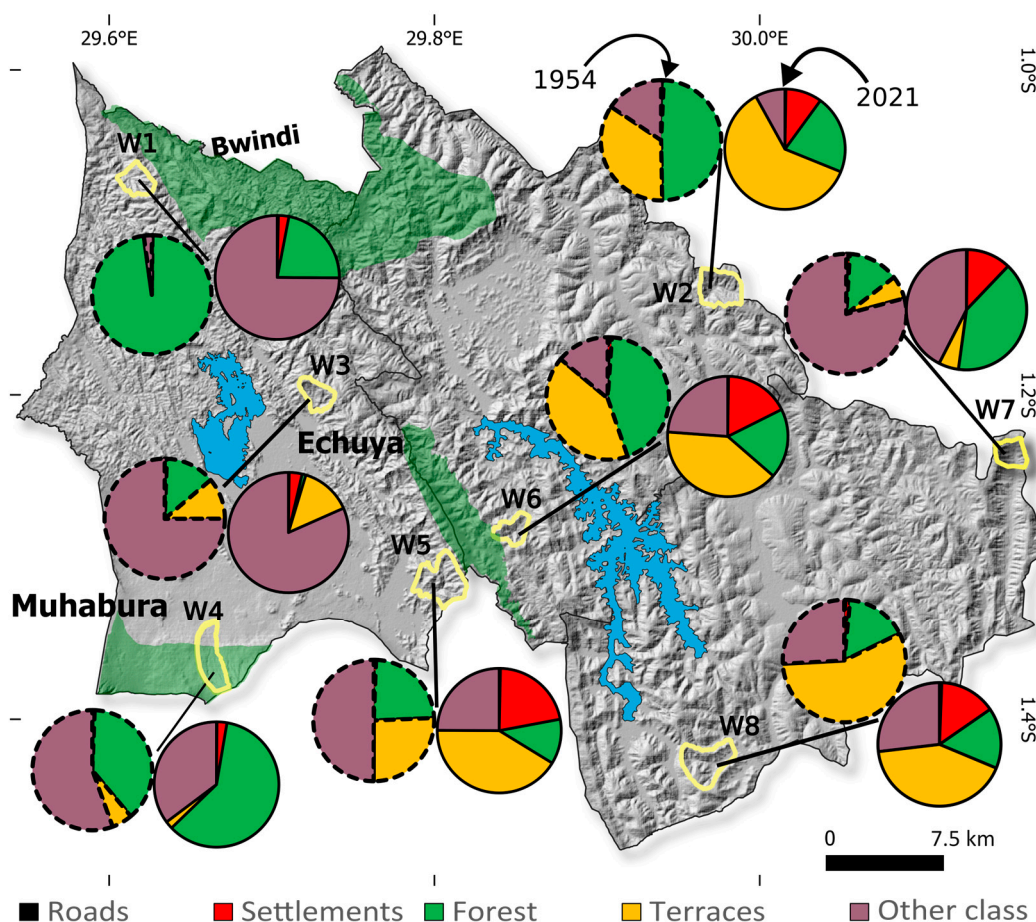 29.6°E 29.8°E 30.0°E
1.0°S
1954
2021
Bwindi
W1
W2
W3
1.2°S
W7
Echuya
W6
W5
Muhabura
W4
1.4°S
W8
0 7.5 km
Roads Settlements Forest Terraces Other class